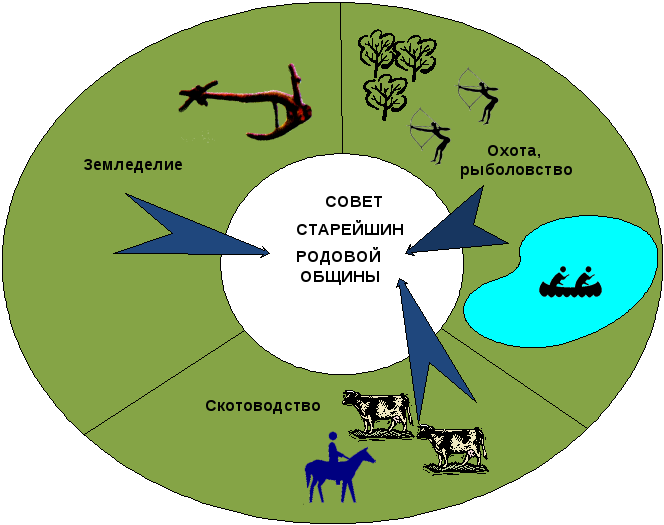 Земледелие
Охота,
рыболовство
СОВЕТ
СТАРЕЙШИН
РОДОВОЙ
ОБЩИНЫ
Скотоводство